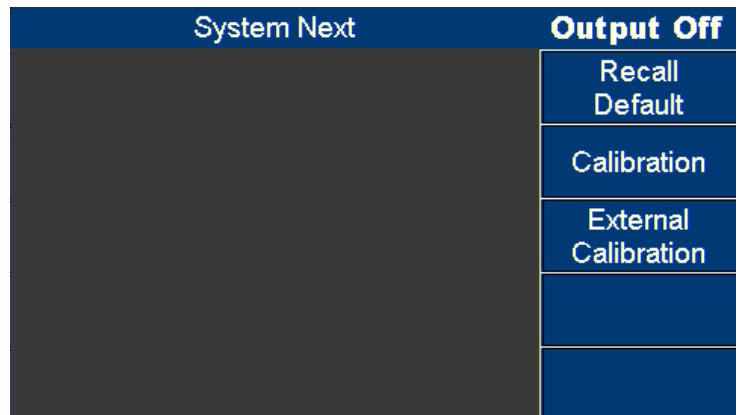 System Next
Output Off
Recall
Default
Calibration
External
Calibration